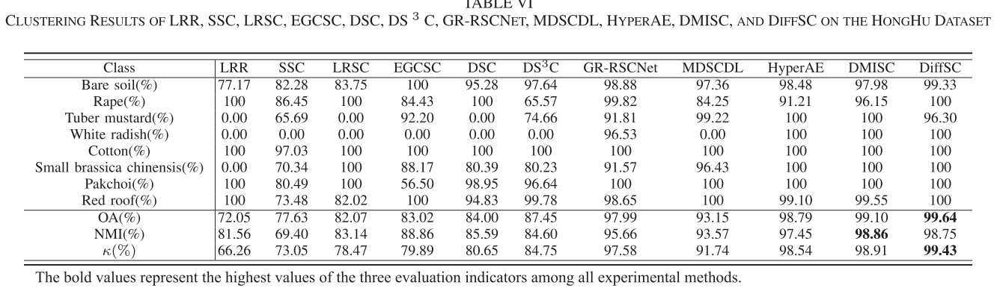 TABLE VI
CLUSTERING RESULTS OF LRR, SSC, LRSC, EGCSC, DSC, DS 3 C, GR-RSCNET, MDSCDL, HYPERAE, DMISC, AND DIFFSC ON THE HONGHU DATASET
Class LRR SSC LRSC EGCSC DSC DS³C GR-RSCNet MDSCDL HyperAE DMISC DiffSC
Bare soil(%) 77.17 82.28 83.75 100 95.28 97.64 98.88 97.36 98.48 97.98 99.33
Rape(%) 100 86.45 100 84.43 100 65.57 99.82 84.25 91.21 96.15 100
Tuber mustard(%) 0.00 65.69 0.00 92.20 0.00 74.66 91.81 99.22 100 100 96.30
White radish(%) 0.00 0.00 0.00 0.00 0.00 0.00 96.53 0.00 100 100 100
Cotton(%) 100 97.03 100 100 100 100 100 100 100 100 100
Small brassica chinensis(%) 0.00 70.34 100 88.17 80.39 80.23 91.57 96.43 100 100 100
Pakchoi(%) 100 80.49 100 56.50 98.95 96.64 100 100 100 100 100
Red roof(%) 100 73.48 82.02 100 94.83 99.78 98.65 100 99.10 99.55 100
OA(%) 72.05 77.63 82.07 83.02 84.00 87.45 97.99 93.15 98.79 99.10 99.64
NMI(%) 81.56 69.40 83.14 88.86 85.59 84.60 95.66 93.57 97.45 98.86 98.75
κ(%) 66.26 73.05 78.47 79.89 80.65 84.75 97.58 91.74 98.54 98.91 99.43
The bold values represent the highest values of the three evaluation indicators among all experimental methods.